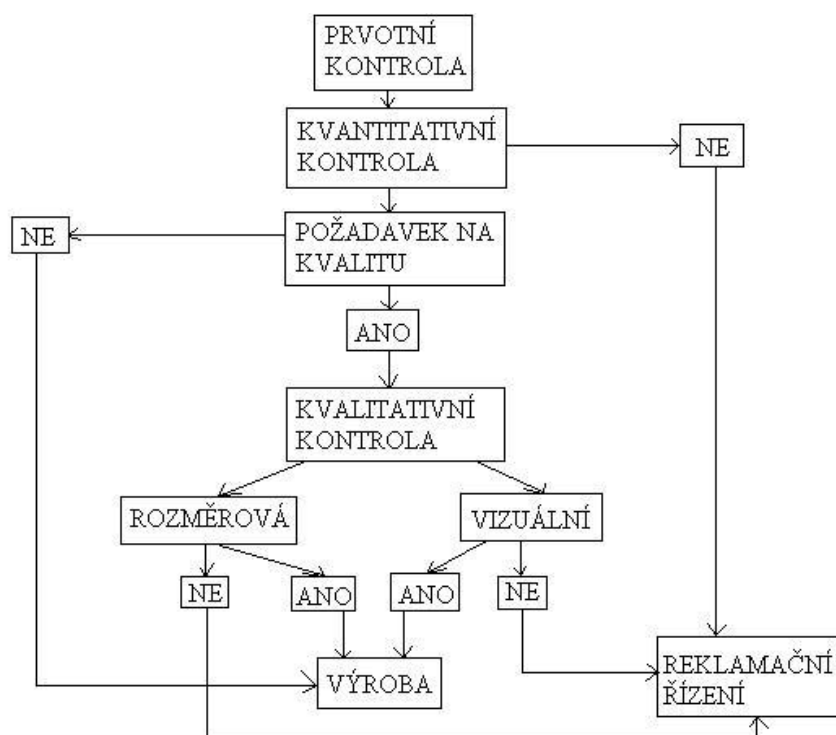 PRVOTNÍ
KONTROLA
KVANTITATIVNÍ
KONTROLA
NE
NE
POŽADAVEK NA
KVALITU
ANO
KVALITATIVNÍ
KONTROLA
ROZMĚROVÁ
VIZUÁLNÍ
NE
ANO
ANO
NE
VÝROBA
REKLAMAČNÍ
ŘÍZENÍ